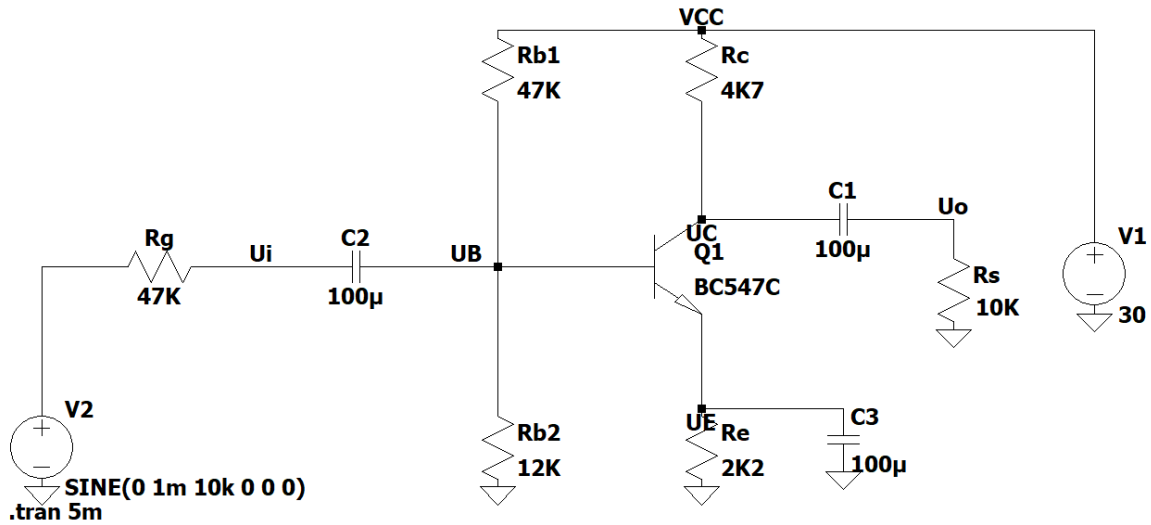 VCC
Rb1
47K
Rc
4K7
C1
100µ
Uo
V1
30
Rg
47K
Ui
C2
100µ
UB
UC
Q1
BC547C
Rs
10K
V2
SINE(0 1m 10k 0 0 0)
.tran 5m
Rb2
12K
UE
Re
2K2
C3
100µ
+
+